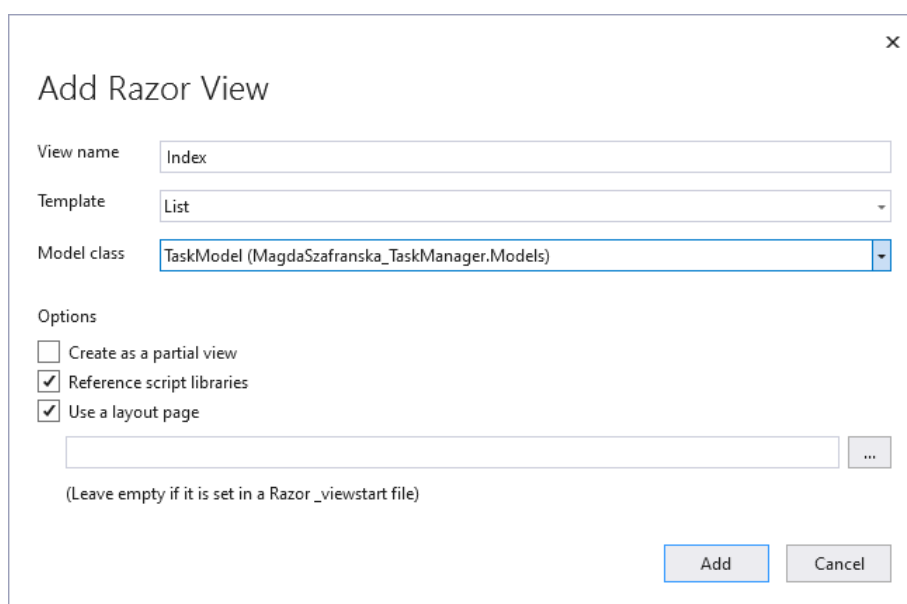 Add Razor View
View name Index
Template List
Model class TaskModel (MagdaSzafranska_TaskManager.Models)
Options
Create as a partial view
Reference script libraries
Use a layout page
...
(Leave empty if it is set in a Razor _viewstart file)
Add Cancel